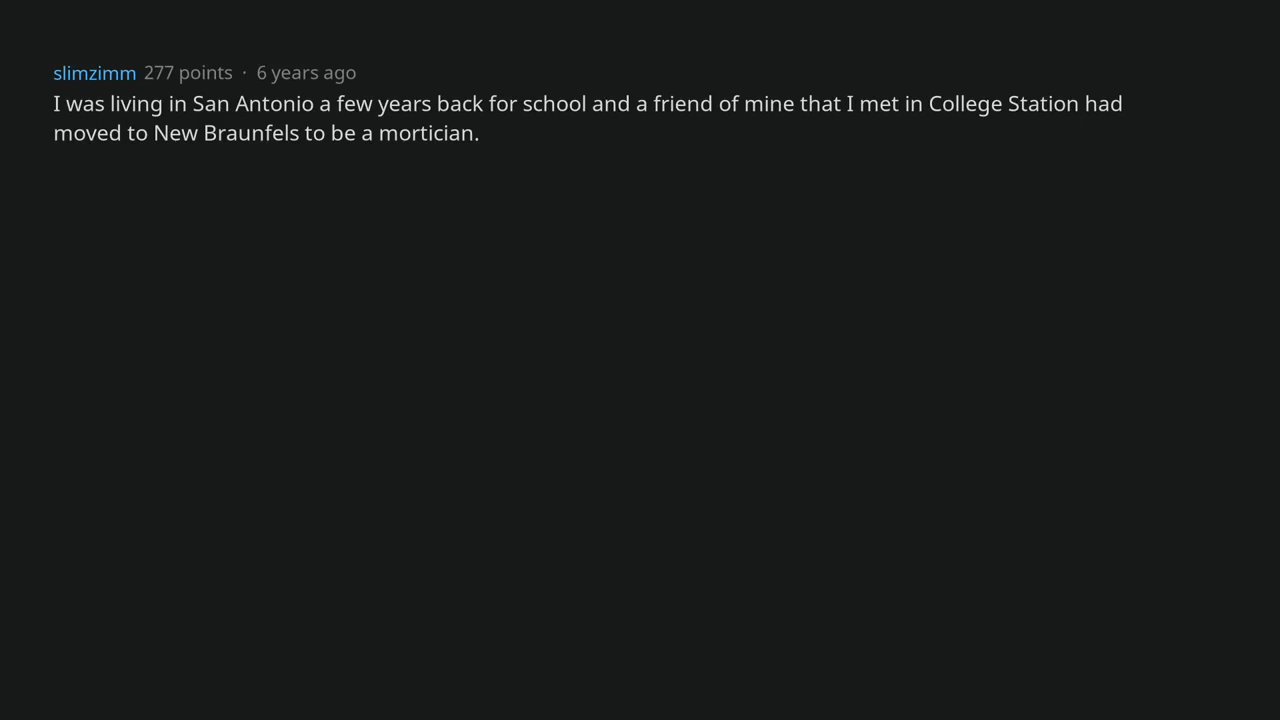 slimzimm 277 points · 6 years ago
I was living in San Antonio a few years back for school and a friend of mine that I met in College Station had
moved to New Braunfels to be a mortician.